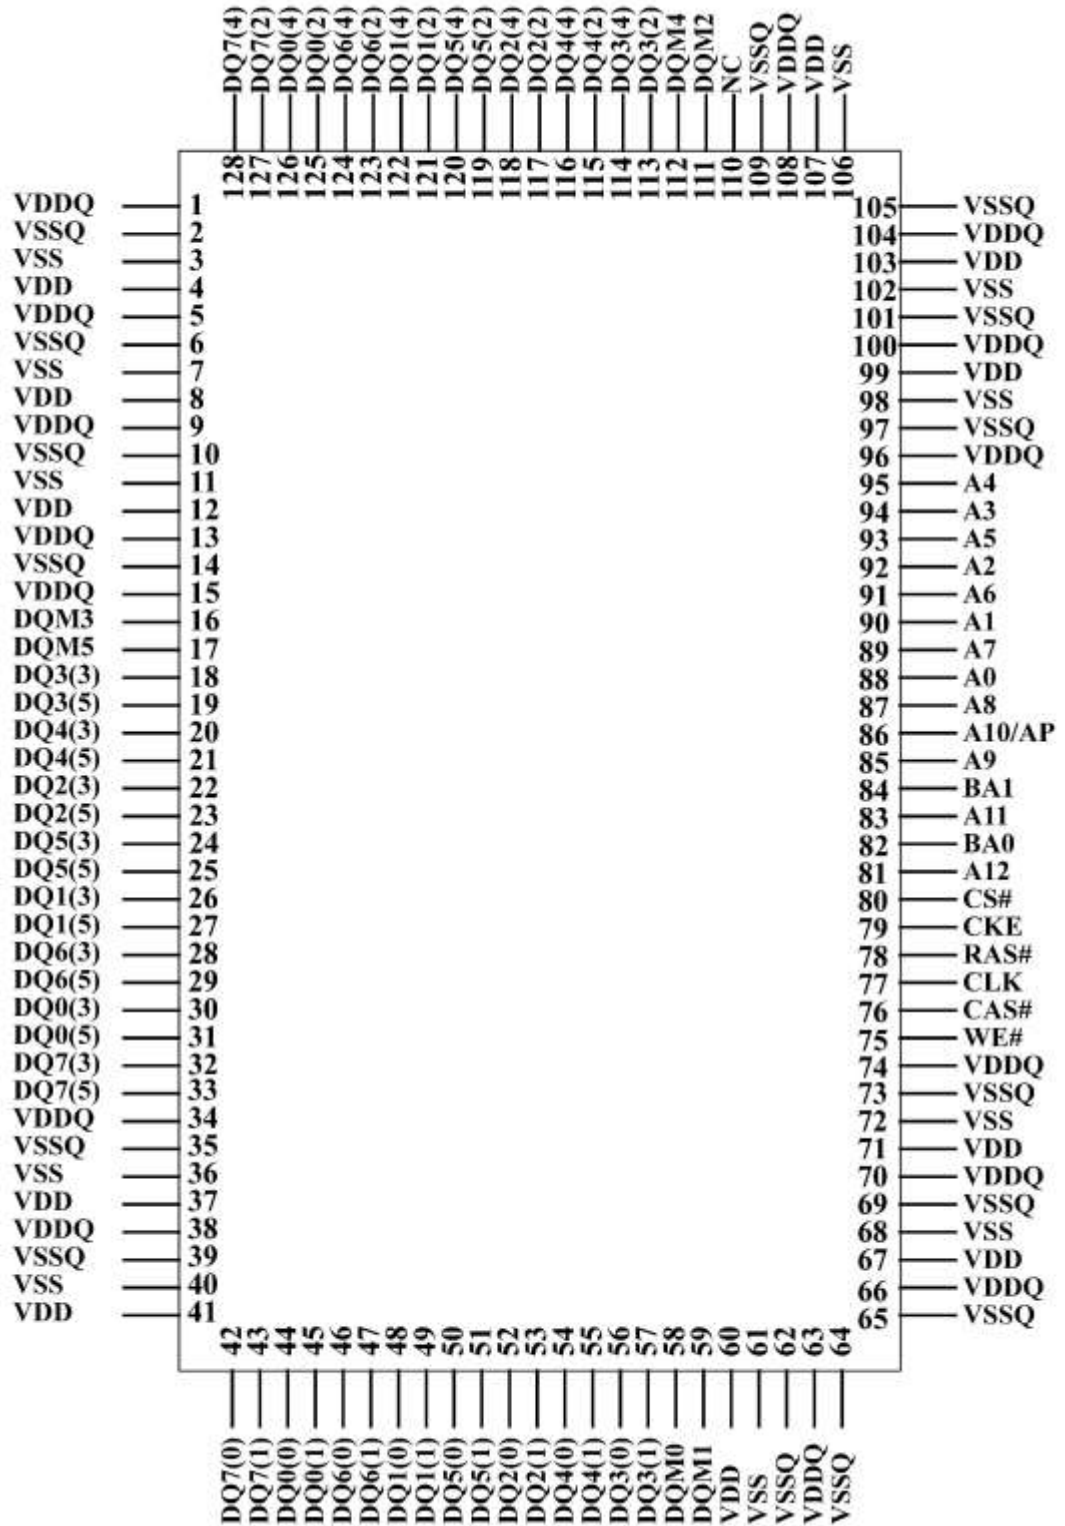 DQ7(4) DQ7(2) DQ0(4) DQ0(2) DQ6(4) DQ6(2) DQ1(4) DQ1(2) DQ5(4) DQ5(2) DQ2(4) DQ2(2) DQ4(4) DQ4(2) DQ3(4) DQ3(2) DQM4 DQM2 NC VSSQ VDDQ VDD VSS
128 127 126 125 124 123 122 121 120 119 118 117 116 115 114 113 112 111 110 109 108 107 106
VDDQ 1 105 VSSQ
VSSQ 2 104 VDDQ
VSS 3 103 VDD
VDD 4 102 VSS
VDDQ 5 101 VSSQ
VSSQ 6 100 VDDQ
VSS 7 99 VDD
VDD 8 98 VSS
VDDQ 9 97 VSSQ
VSSQ 10 96 VDDQ
VSS 11 95 A4
VDD 12 94 A3
VDDQ 13 93 A5
VSSQ 14 92 A2
VDDQ 15 91 A6
DQM3 16 90 A1
DQM5 17 89 A7
DQ3(3) 18 88 A0
DQ3(5) 19 87 A8
DQ4(3) 20 86 A10/AP
DQ4(5) 21 85 A9
DQ2(3) 22 84 BA1
DQ2(5) 23 83 A11
DQ5(3) 24 82 BA0
DQ5(5) 25 81 A12
DQ1(3) 26 80 CS#
DQ1(5) 27 79 CKE
DQ6(3) 28 78 RAS#
DQ6(5) 29 77 CLK
DQ0(3) 30 76 CAS#
DQ0(5) 31 75 WE#
DQ7(3) 32 74 VDDQ
DQ7(5) 33 73 VSSQ
VDDQ 34 72 VSS
VSSQ 35 71 VDD
VSS 36 70 VDDQ
VDD 37 69 VSSQ
VDDQ 38 68 VSS
VSSQ 39 67 VDD
VSS 40 66 VDDQ
VDD 41 65 VSSQ
42 43 44 45 46 47 48 49 50 51 52 53 54 55 56 57 58 59 60 61 62 63 64
DQ7(0) DQ7(1) DQ0(0) DQ0(1) DQ6(0) DQ6(1) DQ1(0) DQ1(1) DQ5(0) DQ5(1) DQ2(0) DQ2(1) DQ4(0) DQ4(1) DQ3(0) DQ3(1) DQM0 DQM1 VDD VSS VSSQ VDDQ VSSQ